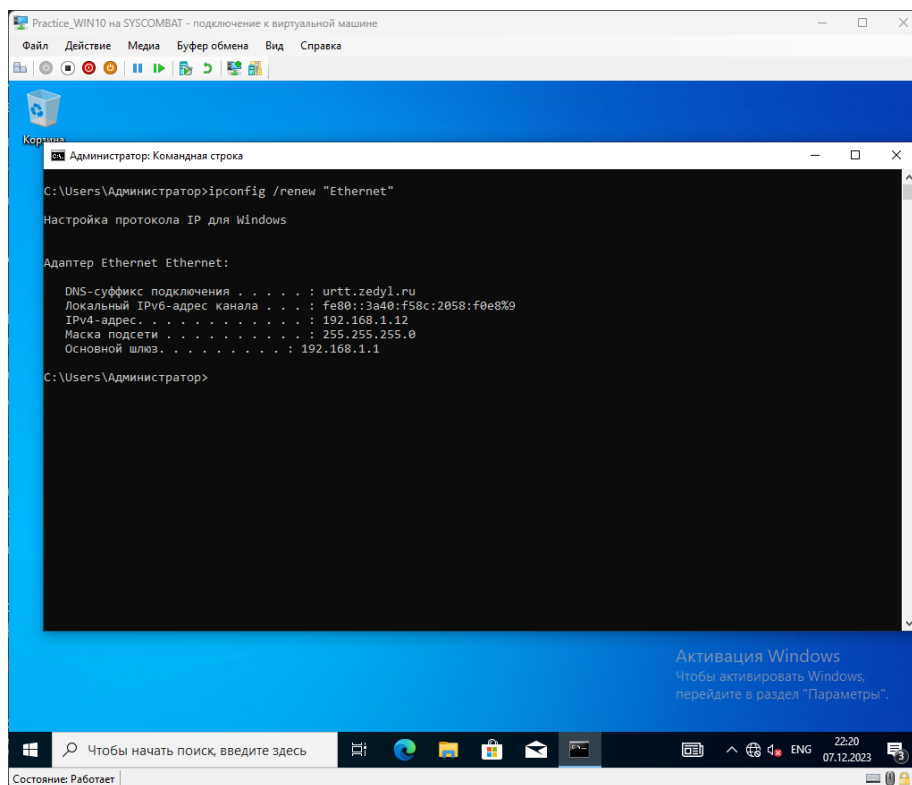 Practice_WIN10 на SYSCOMBAT - подключение к виртуальной машине
Файл Действие Медиа Буфер обмена Вид Справка
Корзина
Администратор: Командная строка
C:\Users\Администратор>ipconfig /renew "Ethernet"
Настройка протокола IP для Windows
Адаптер Ethernet Ethernet:
DNS-суффикс подключения . . . . . : urtt.zedyl.ru
Локальный IPv6-адрес канала . . . : fe80::3a40:f58c:2058:f0e8%9
IPv4-адрес. . . . . . . . . . . . : 192.168.1.12
Маска подсети . . . . . . . . . . : 255.255.255.0
Основной шлюз. . . . . . . . . : 192.168.1.1
C:\Users\Администратор>
Активация Windows
Чтобы активировать Windows,
перейдите в раздел "Параметры".
Чтобы начать поиск, введите здесь
ENG
22:20
07.12.2023
3
Состояние: Работает